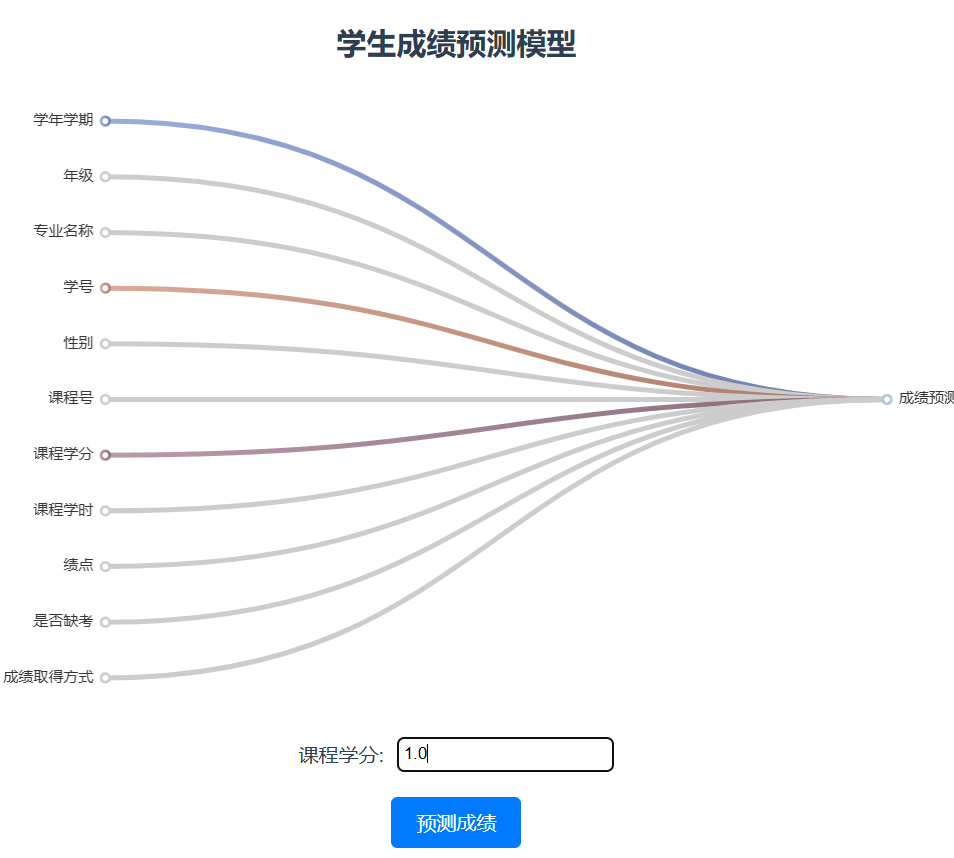 学生成绩预测模型
学年学期
年级
专业名称
学号
性别
课程号
课程学分
课程学时
绩点
是否缺考
成绩取得方式
成绩预测
课程学分: 1.0
预测成绩